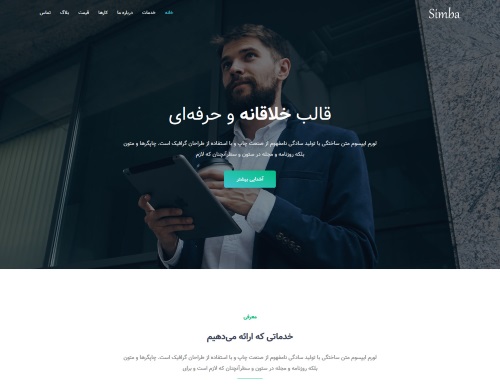 Simba
خانه خدمات درباره ما کارها قیمت بلاگ تماس
قالب خلاقانه و حرفه‌ای
لورم ایپسوم متن ساختگی با تولید سادگی نامفهوم از صنعت چاپ و با استفاده از طراحان گرافیک است. چاپگرها و متون
بلکه روزنامه و مجله در ستون و سطرآنچنان که لازم
آشنایی بیشتر
معرفی
خدماتی که ارائه می‌دهیم
لورم ایپسوم متن ساختگی با تولید سادگی نامفهوم از صنعت چاپ و با استفاده از طراحان گرافیک است. چاپگرها و متون
بلکه روزنامه و مجله در ستون و سطرآنچنان که لازم است و برای